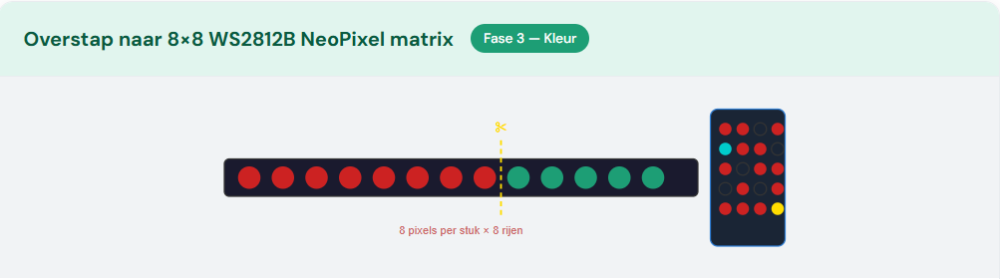 Overstap naar 8×8 WS2812B NeoPixel matrix
Fase 3 — Kleur
8 pixels per stuk × 8 rijen